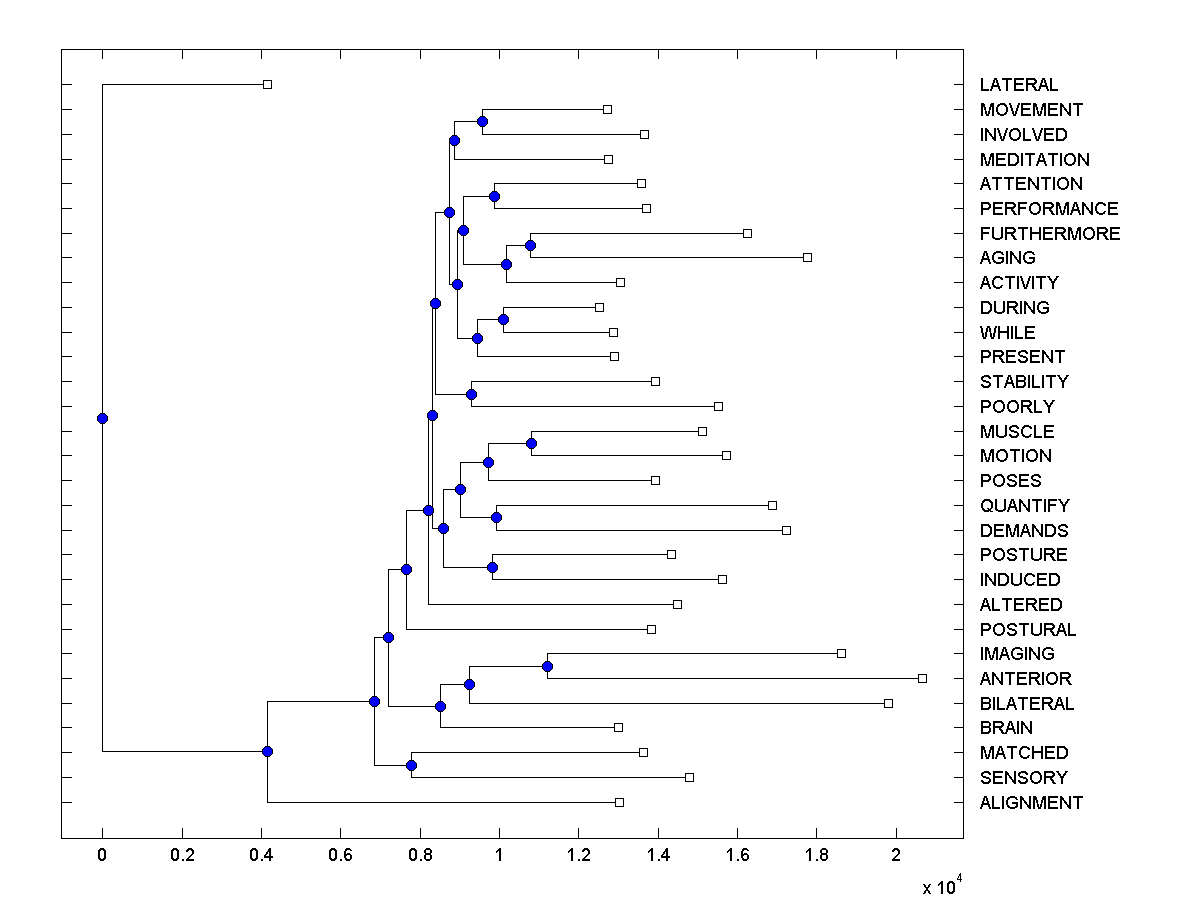 LATERAL
MOVEMENT
INVOLVED
MEDITATION
ATTENTION
PERFORMANCE
FURTHERMORE
AGING
ACTIVITY
DURING
WHILE
PRESENT
STABILITY
POORLY
MUSCLE
MOTION
POSES
QUANTIFY
DEMANDS
POSTURE
INDUCED
ALTERED
POSTURAL
IMAGING
ANTERIOR
BILATERAL
BRAIN
MATCHED
SENSORY
ALIGNMENT
0 0.2 0.4 0.6 0.8 1 1.2 1.4 1.6 1.8 2
x 10^4